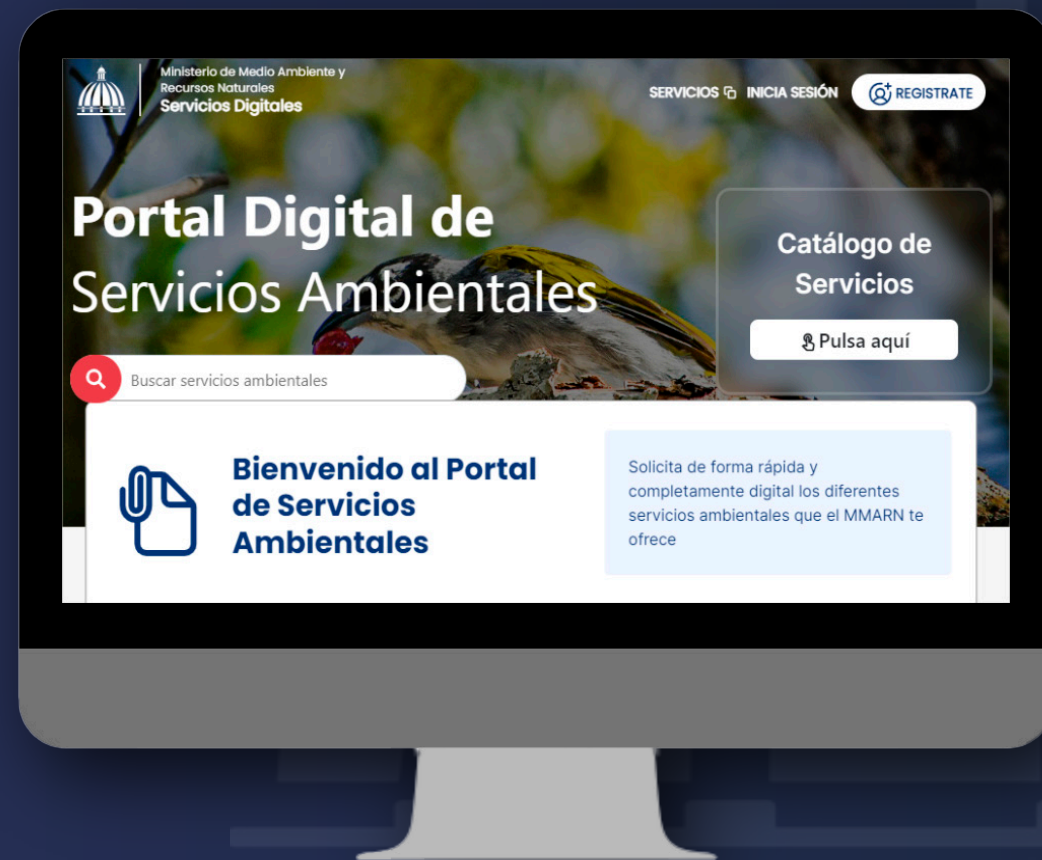 Ministerio de Medio Ambiente y
Recursos Naturales
Servicios Digitales
SERVICIOS INICIA SESIÓN REGISTRATE
Portal Digital de
Servicios Ambientales
Catálogo de
Servicios
Pulsa aquí
Buscar servicios ambientales
Bienvenido al Portal
de Servicios
Ambientales
Solicita de forma rápida y
completamente digital los diferentes
servicios ambientales que el MMARN te
ofrece